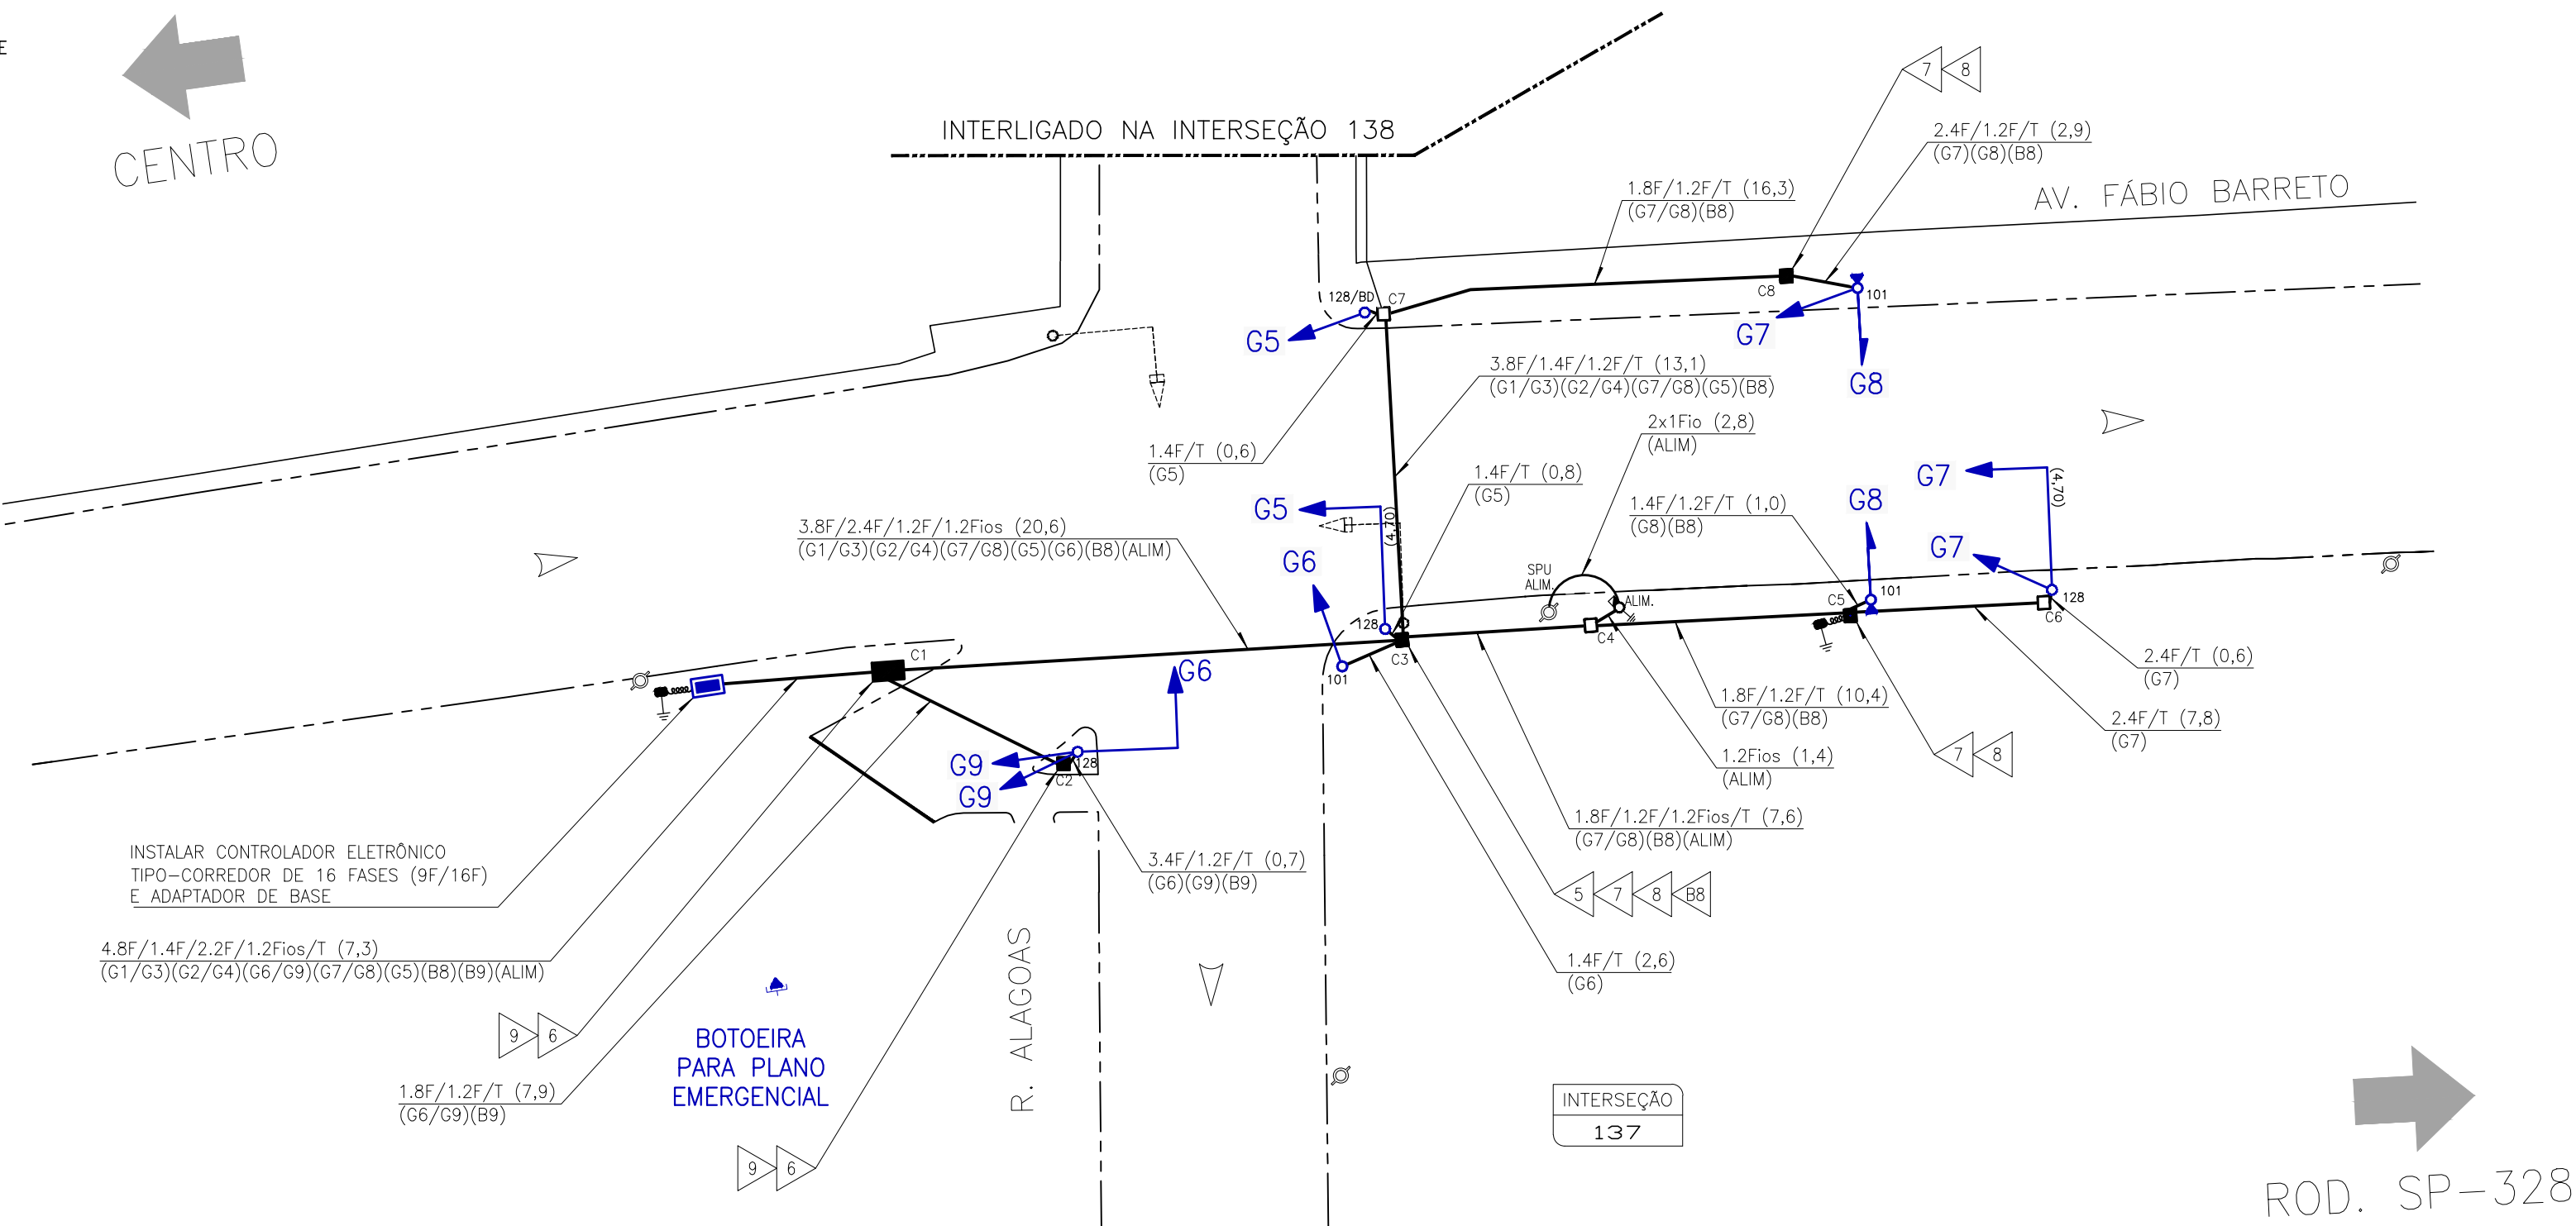 E
CENTRO
INTERLIGADO NA INTERSEÇÃO 138
7
8
2.4F/1.2F/T (2,9)
(G7)(G8)(B8)
1.8F/1.2F/T (16,3)
(G7/G8)(B8)
AV. FÁBIO BARRETO
128/BD
C7
C8
101
G5
G7
G8
3.8F/1.4F/1.2F/T (13,1)
(G1/G3)(G2/G4)(G7/G8)(G5)(B8)
2x1Fio (2,8)
(ALIM)
1.4F/T (0,6)
(G5)
1.4F/T (0,8)
(G5)
1.4F/1.2F/T (1,0)
(G8)(B8)
G7
(4,70)
G8
G5
(4,70)
3.8F/2.4F/1.2F/1.2Fios (20,6)
(G1/G3)(G2/G4)(G7/G8)(G5)(G6)(B8)(ALIM)
G6
G7
SPU
ALIM.
ALIM.
C5
101
128
C6
128
C4
C3
101
C1
G6
2.4F/T (0,6)
(G7)
1.8F/1.2F/T (10,4)
(G7/G8)(B8)
2.4F/T (7,8)
(G7)
7
8
1.2Fios (1,4)
(ALIM)
G9
128
C2
G9
1.8F/1.2F/1.2Fios/T (7,6)
(G7/G8)(B8)(ALIM)
INSTALAR CONTROLADOR ELETRÔNICO
TIPO-CORREDOR DE 16 FASES (9F/16F)
E ADAPTADOR DE BASE
3.4F/1.2F/T (0,7)
(G6)(G9)(B9)
5
7
8
B8
4.8F/1.4F/2.2F/1.2Fios/T (7,3)
(G1/G3)(G2/G4)(G6/G9)(G7/G8)(G5)(B8)(B9)(ALIM)
1.4F/T (2,6)
(G6)
R. ALAGOAS
9
6
BOTOEIRA
PARA PLANO
EMERGENCIAL
1.8F/1.2F/T (7,9)
(G6/G9)(B9)
9
6
INTERSEÇÃO
137
ROD. SP-328